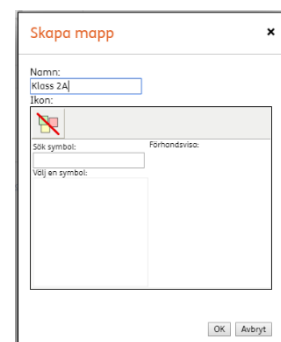 Skapa mapp
Namn:
Klass 2A
Ikon:
Sök symbol:
Förhandsvisa:
Välj en symbol:
OK Avbryt